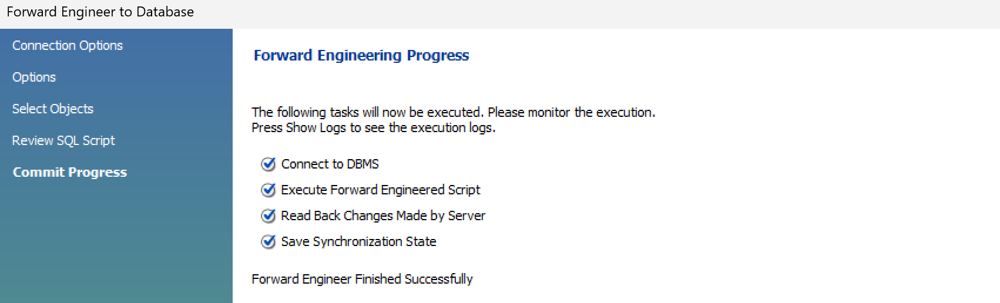 Forward Engineer to Database
Connection Options
Options
Select Objects
Review SQL Script
Commit Progress
Forward Engineering Progress
The following tasks will now be executed. Please monitor the execution.
Press Show Logs to see the execution logs.
Connect to DBMS
Execute Forward Engineered Script
Read Back Changes Made by Server
Save Synchronization State
Forward Engineer Finished Successfully